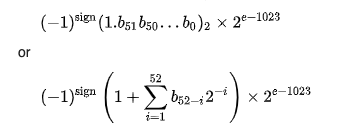 (−1)^sign (1.b₅₁b₅₀...b₀)₂ × 2^(e−1023)
or
(−1)^sign (1 + ∑_{i=1}^{52} b_{52−i} 2^{−i}) × 2^{e−1023}